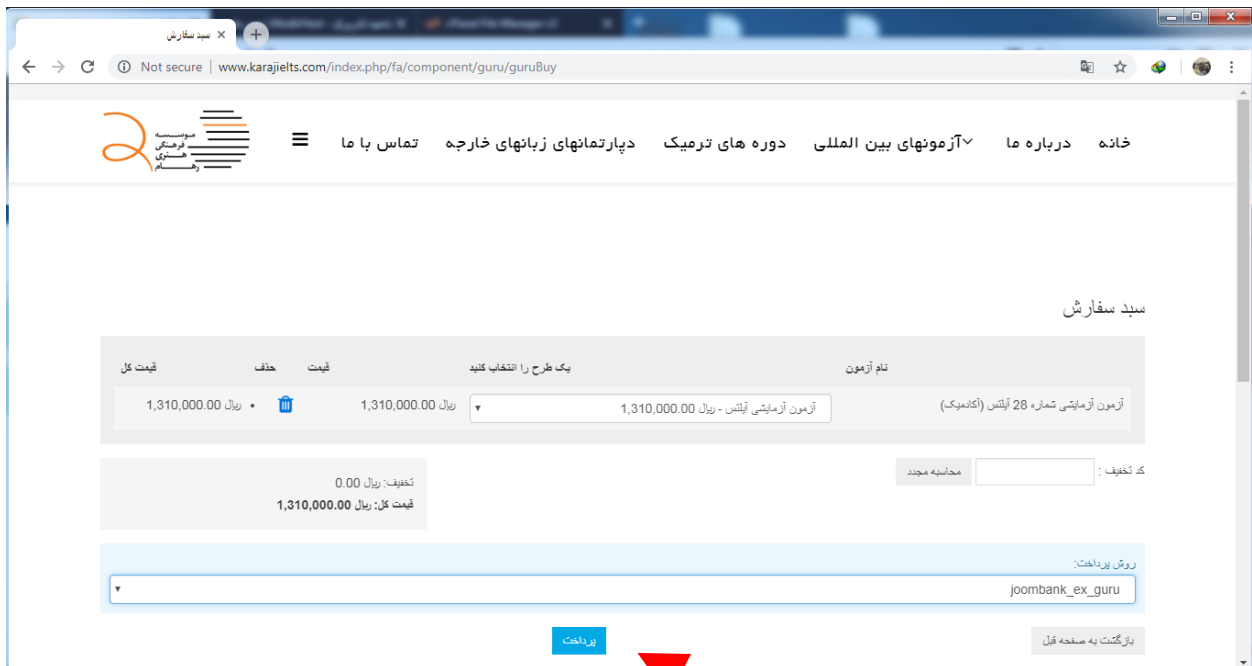 سبد سفارش
Not secure | www.karajielts.com/index.php/fa/component/guru/guruBuy
خانه درباره ما آزمونهای بین المللی دوره های ترمیک دپارتمانهای زبانهای خارجه تماس با ما
موسسه
فرهنگی
هنری
رهام
سبد سفارش
نام آزمون یک طرح را انتخاب کنید قیمت حذف قیمت کل
آزمون آزمایشی شماره 28 آیلتس (آکادمیک) آزمون آزمایشی آیلتس - ریال 1,310,000.00 ریال 1,310,000.00 • ریال 1,310,000.00
کد تخفیف : محاسبه مجدد
تخفیف: ریال 0.00
قیمت کل: ریال 1,310,000.00
روش پرداخت:
joombank_ex_guru
بازگشت به صفحه قبل پرداخت